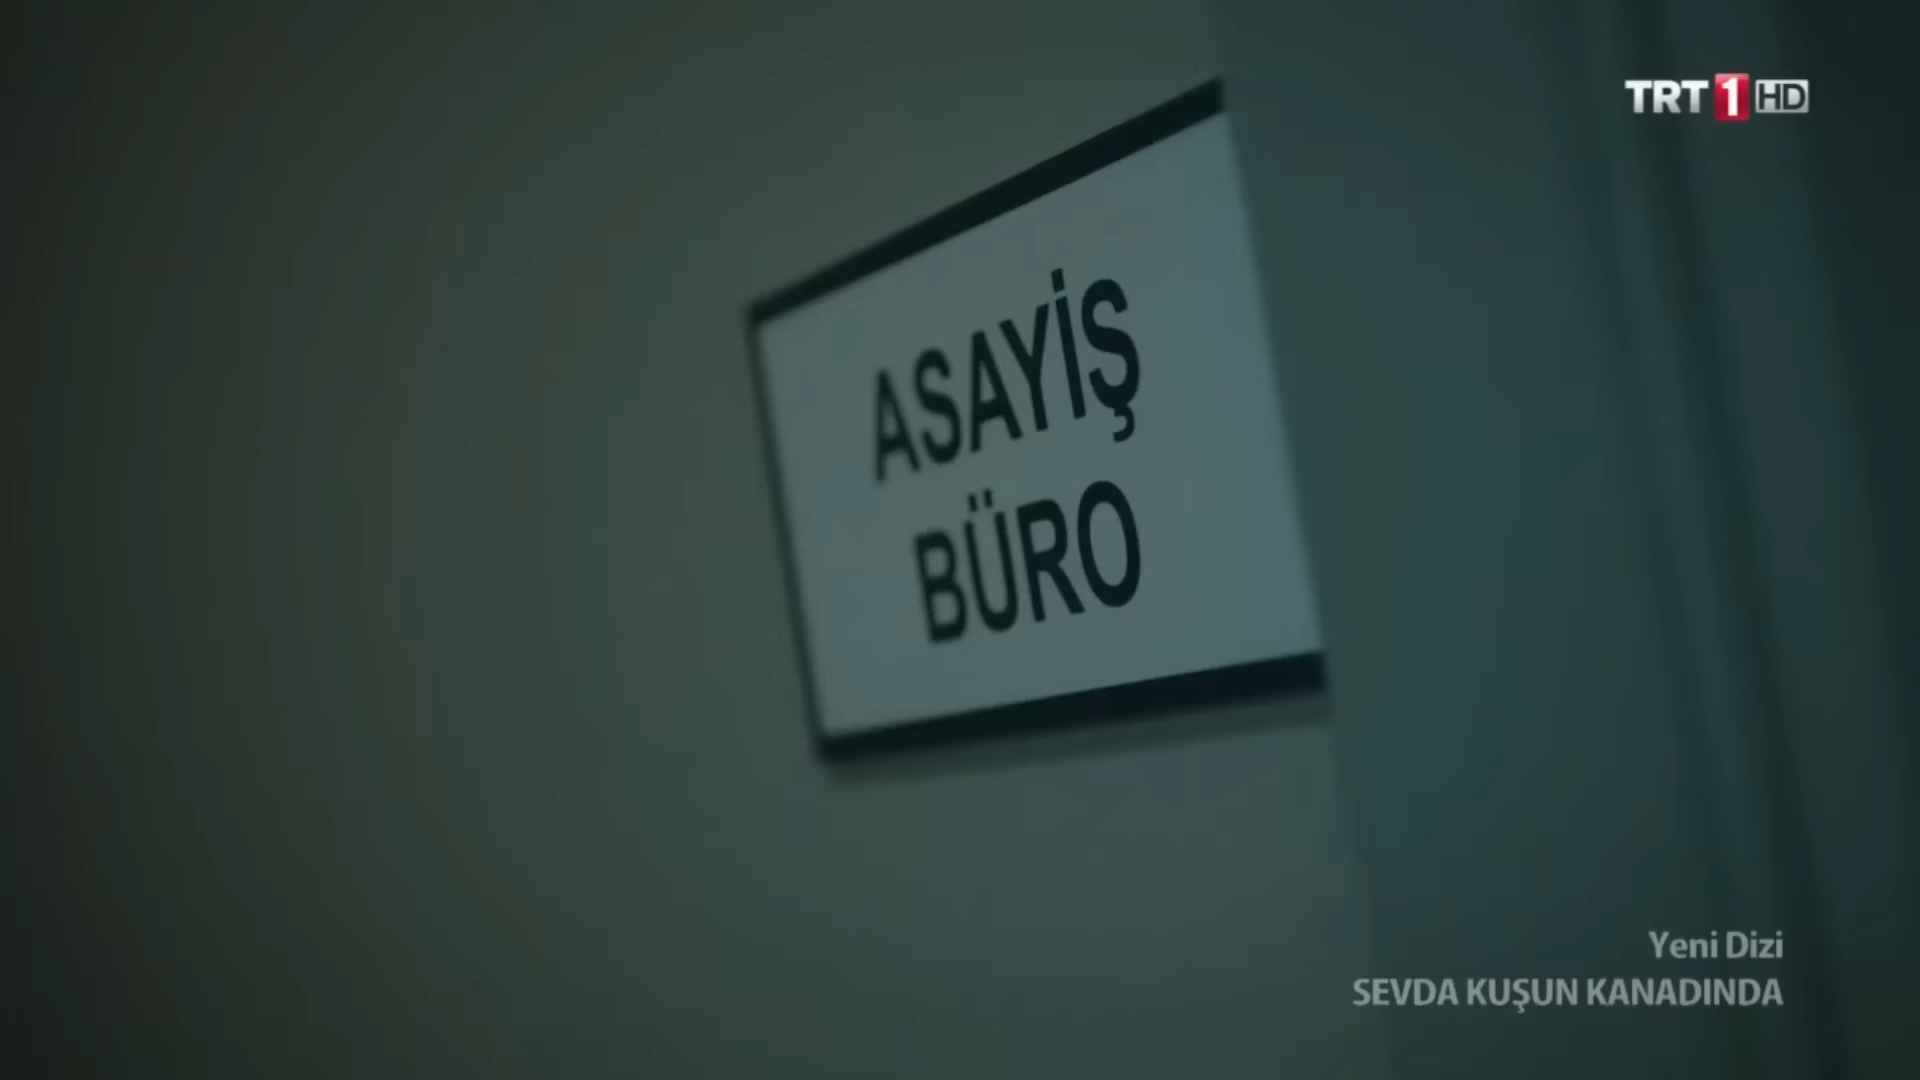 TRT 1 HD
ASAYİŞ
BÜRO
Yeni Dizi
SEVDA KUŞUN KANADINDA